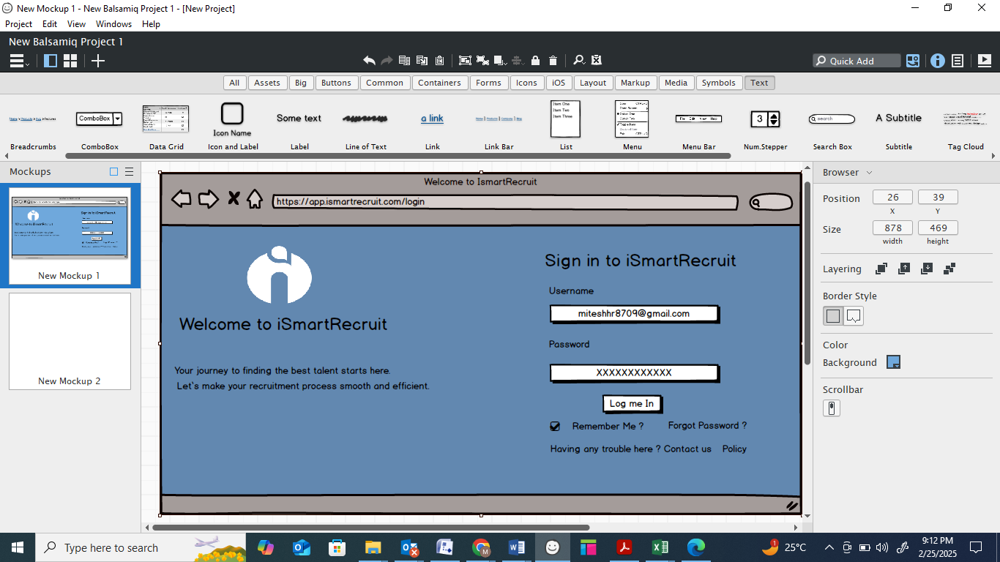 New Mockup 1 - New Balsamiq Project 1 - [New Project]
Project Edit View Windows Help
New Balsamiq Project 1
Quick Add
All Assets Big Buttons Common Containers Forms Icons iOS Layout Markup Media Symbols Text
ComboBox
Icon Name
Some text
a link
Item One
Item Two
Item Three
File Edit View Help
3
search
A Subtitle
Breadcrumbs ComboBox Data Grid Icon and Label Label Line of Text Link Link Bar List Menu Menu Bar Num.Stepper Search Box Subtitle Tag Cloud
Mockups
New Mockup 1
New Mockup 2
Welcome to IsmartRecruit
https://app.ismartrecruit.com/login
Welcome to iSmartRecruit
Your journey to finding the best talent starts here.
Let's make your recruitment process smooth and efficient.
Sign in to iSmartRecruit
Username
miteshhr8709@gmail.com
Password
XXXXXXXXXXXX
Log me In
Remember Me ? Forgot Password ?
Having any trouble here ? Contact us Policy
Browser
Position 26 39
X Y
Size 878 469
width height
Layering
Border Style
Color
Background
Scrollbar
Type here to search
1
25°C
9:12 PM
2/25/2025